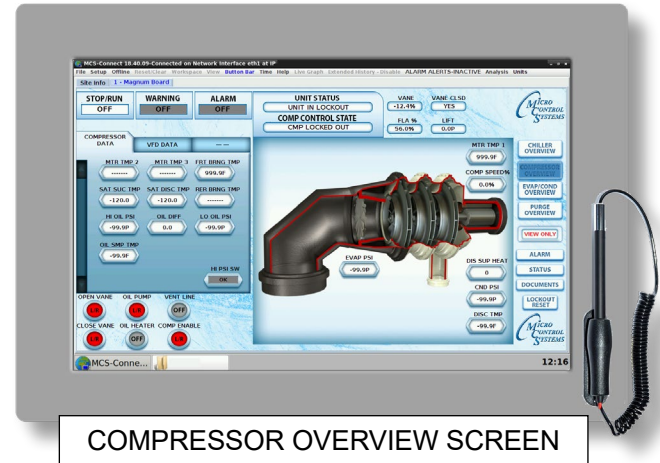 MCS-Connect 18.40.09-Connected on Network Interface eth1 at IP
File Setup Offline Reset/Clear Workspace View Button Bar Time Help Live Graph Extended History - Disable ALARM ALERTS-INACTIVE Analysis Units
Site Info 1 - Magnum Board
STOP/RUN
OFF
WARNING
OFF
ALARM
OFF
UNIT STATUS
UNIT IN LOCKOUT
COMP CONTROL STATE
CMP LOCKED OUT
VANE
-12.4%
VANE CLSD
YES
FLA %
56.0%
LIFT
0.0P
MICRO
CONTROL
SYSTEMS
COMPRESSOR
DATA
VFD DATA
-- --
MTR TMP 2
------
MTR TMP 3
------
FRT BRNG TMP
999.9F
SAT SUC TMP
-120.0
SAT DISC TMP
-120.0
RER BRNG TMP
------
HI OIL PSI
-99.9P
OIL DIFF
0.0
LO OIL PSI
-99.9P
OIL SMP TMP
-99.9F
HI PSI SW
OK
OPEN VANE
L/O
OIL PUMP
L/O
VENT LINE
OFF
CLOSE VANE
L/O
OIL HEATER
OFF
COMP ENABLE
L/O
EVAP PSI
-99.9P
MTR TMP 1
999.9F
COMP SPEED%
0.0%
DIS SUP HEAT
0
CND PSI
-99.9P
DISC TMP
-99.9F
CHILLER
OVERVIEW
COMPRESSOR
OVERVIEW
EVAP/COND
OVERVIEW
PURGE
OVERVIEW
VIEW ONLY
ALARM
STATUS
DOCUMENTS
LOCKOUT
RESET
MICRO
CONTROL
SYSTEMS
MCS-Conne...
12:16
COMPRESSOR OVERVIEW SCREEN